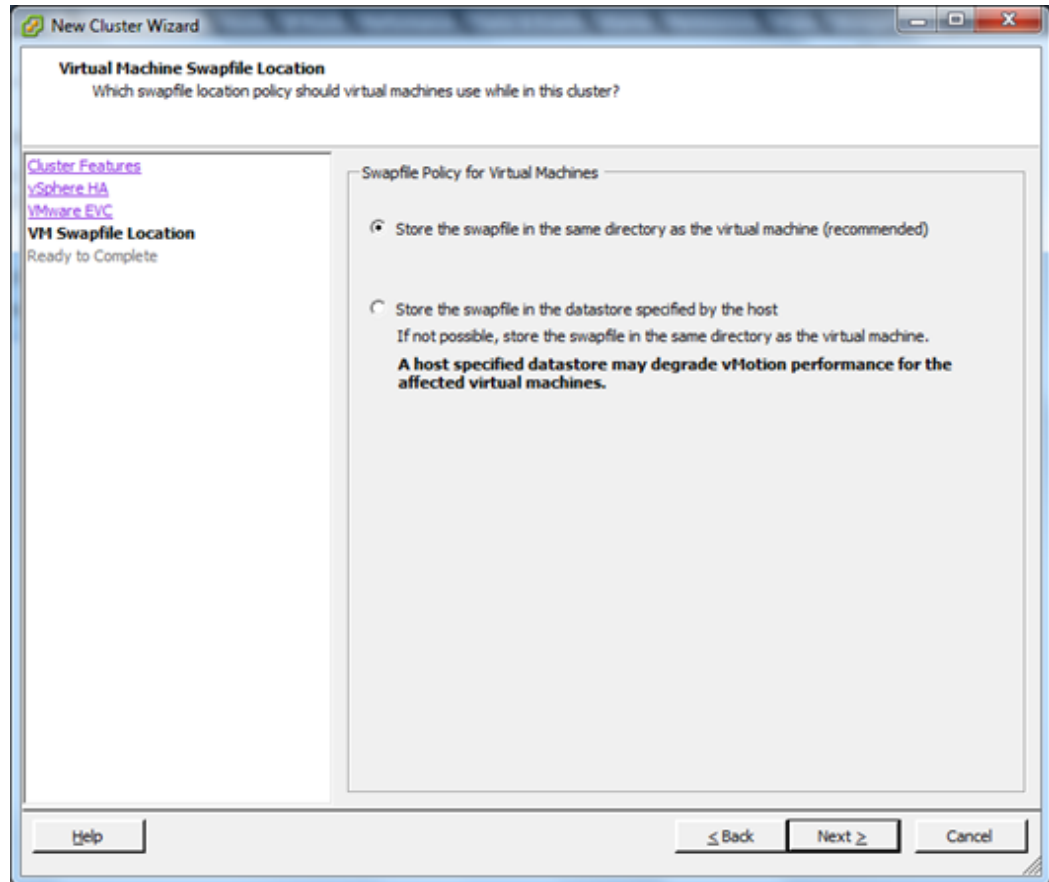 New Cluster Wizard
Virtual Machine Swapfile Location
Which swapfile location policy should virtual machines use while in this cluster?
Cluster Features
vSphere HA
VMware EVC
VM Swapfile Location
Ready to Complete
Swapfile Policy for Virtual Machines
Store the swapfile in the same directory as the virtual machine (recommended)
Store the swapfile in the datastore specified by the host
If not possible, store the swapfile in the same directory as the virtual machine.
A host specified datastore may degrade vMotion performance for the
affected virtual machines.
Help
< Back
Next >
Cancel